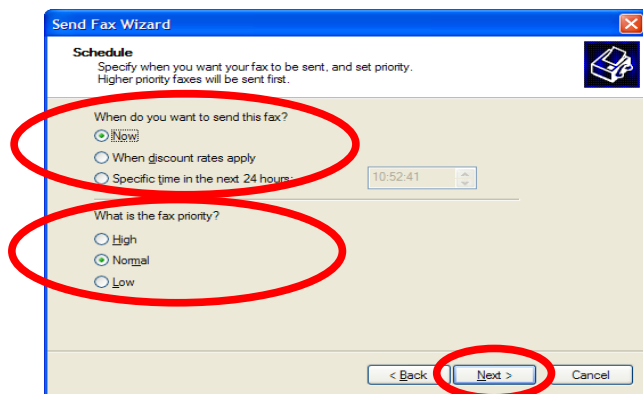 Send Fax Wizard
Schedule
Specify when you want your fax to be sent, and set priority.
Higher priority faxes will be sent first.
When do you want to send this fax?
Now
When discount rates apply
Specific time in the next 24 hours: 10:52:41
What is the fax priority?
High
Normal
Low
< Back Next > Cancel